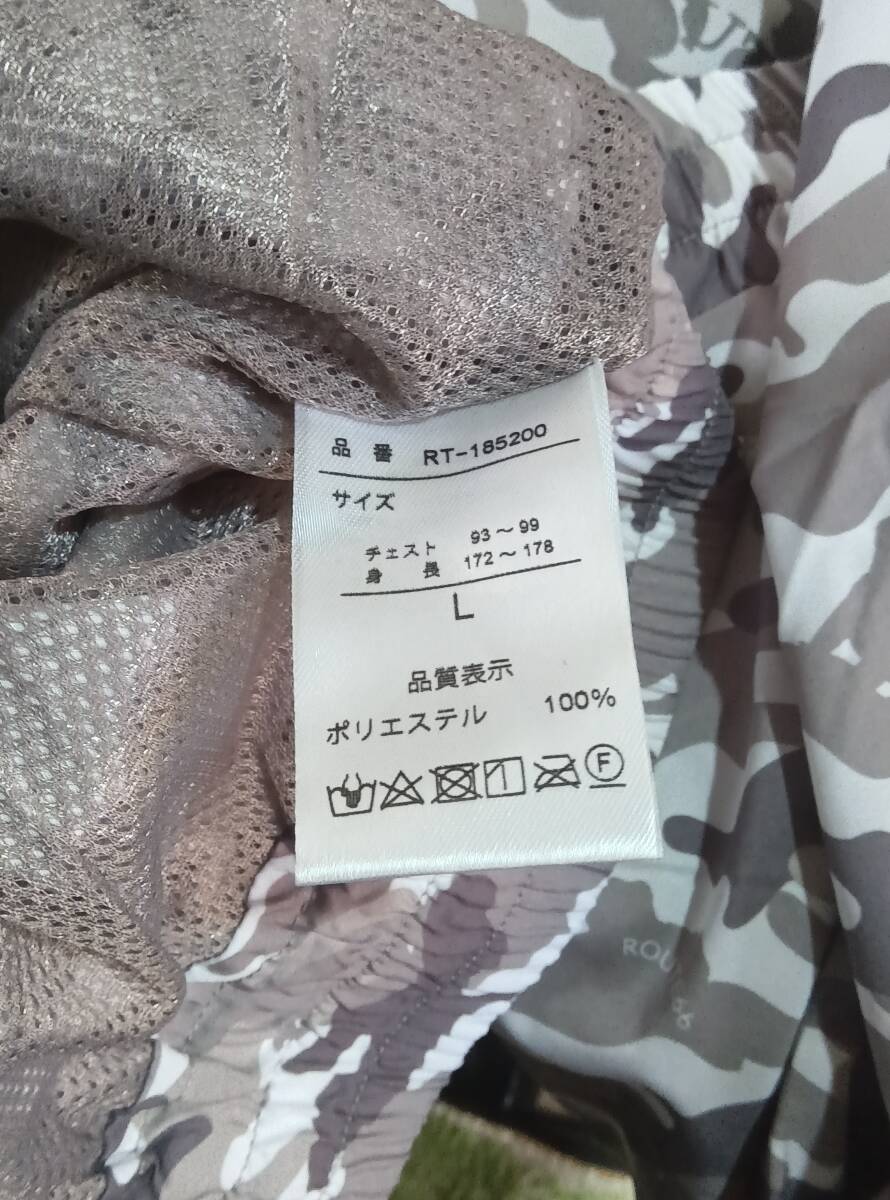 品番 RT-185200
サイズ
チェスト 93～99
身長 172～178
L
品質表示
ポリエステル 100%
F